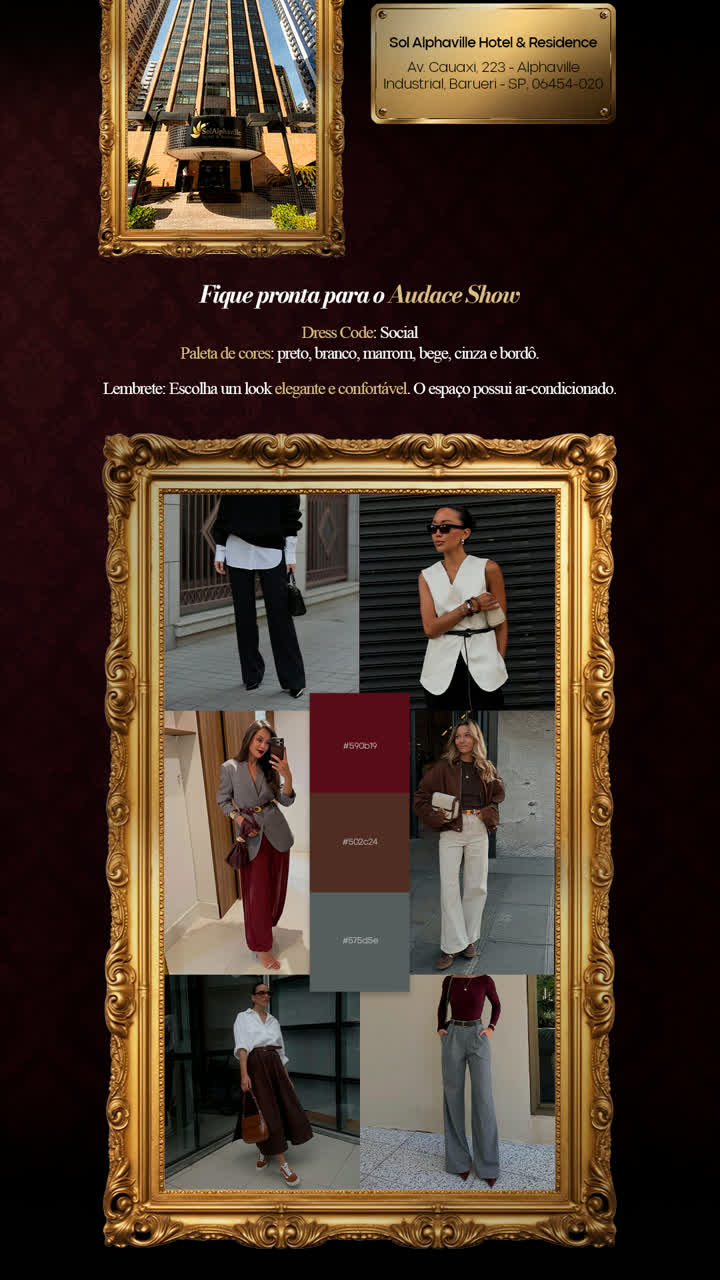 Sol Alphaville Hotel & Residence
Av. Cauaxi, 223 - Alphaville
Industrial, Barueri - SP, 06454-020
SolAlphaville
Fique pronta para o Audace Show
Dress Code: Social
Paleta de cores: preto, branco, marrom, bege, cinza e bordô.
Lembrete: Escolha um look elegante e confortável. O espaço possui ar-condicionado.
#590b19
#502c24
#575d5e